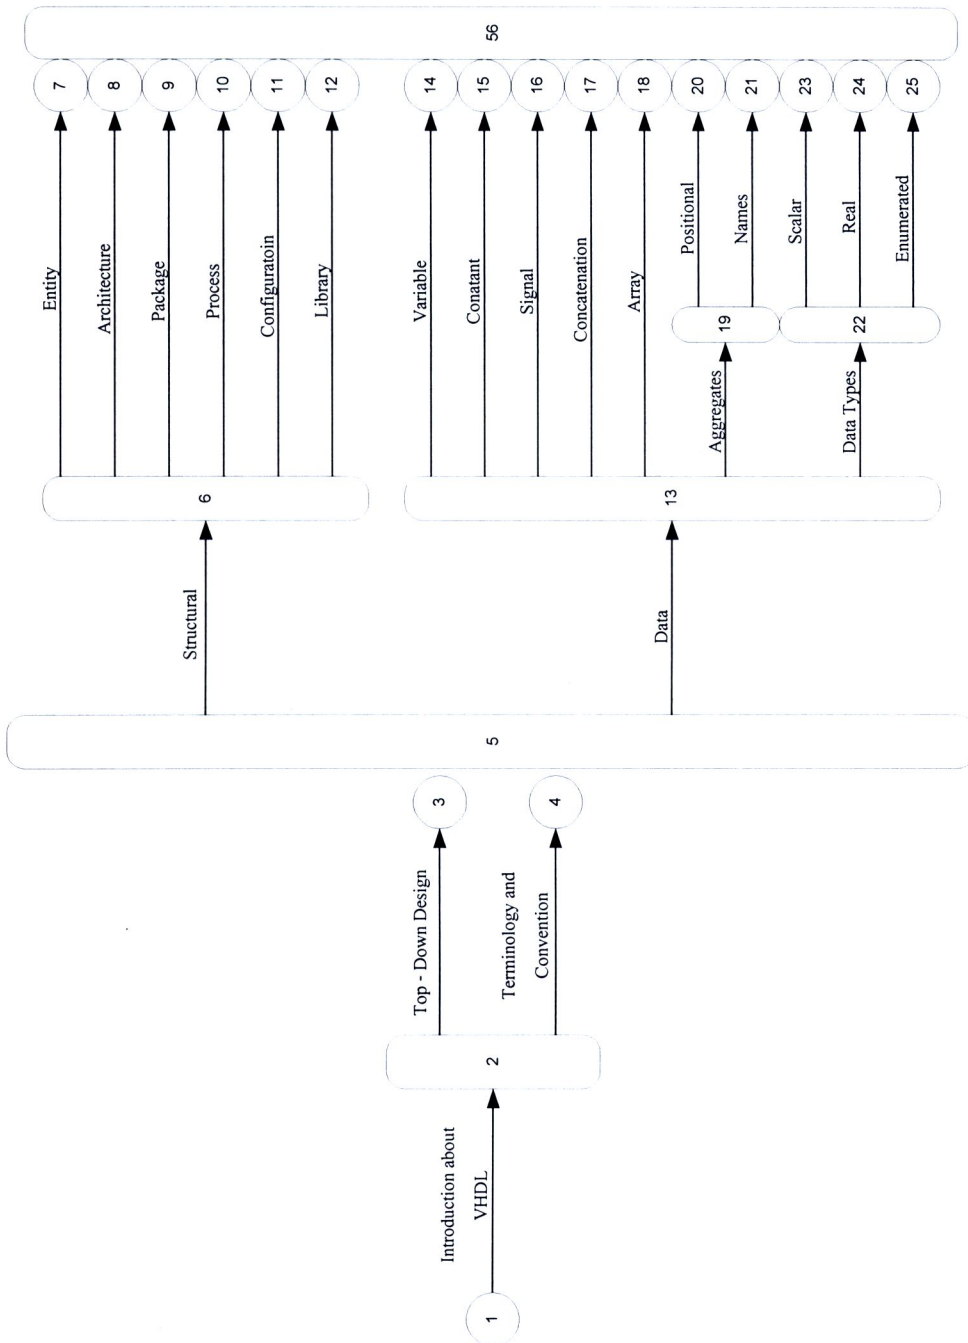 1
Introduction about
VHDL
2
Top - Down Design
3
Terminology and
Convention
4
5
Structural
6
Entity
7
Architecture
8
Package
9
Process
10
Configuratoin
11
Library
12
Data
13
Variable
14
Conatant
15
Signal
16
Concatenation
17
Array
18
Aggregates
19
Positional
20
Names
21
Data Types
22
Scalar
23
Real
24
Enumerated
25
56